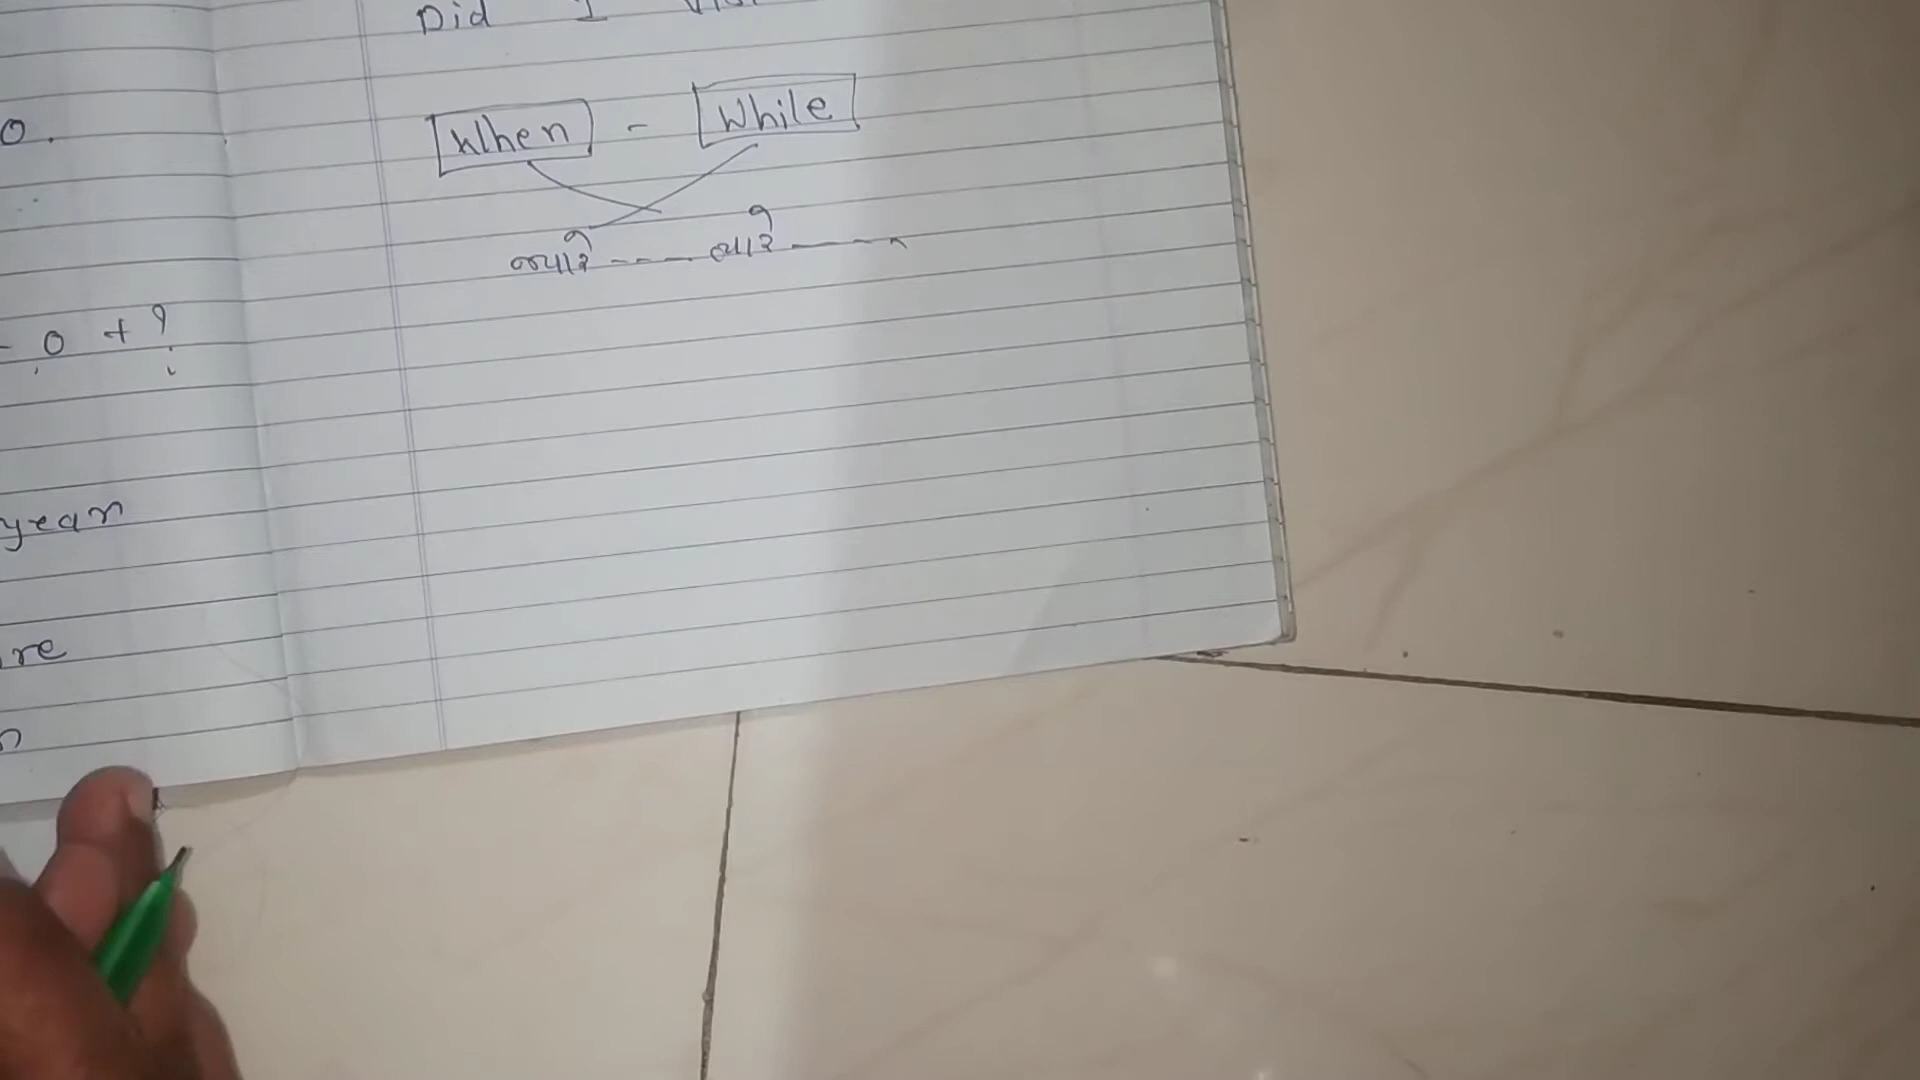 Did I
When - While
જ્યારે ---- ત્યારે ----
o.
- o + ?
year
re
n